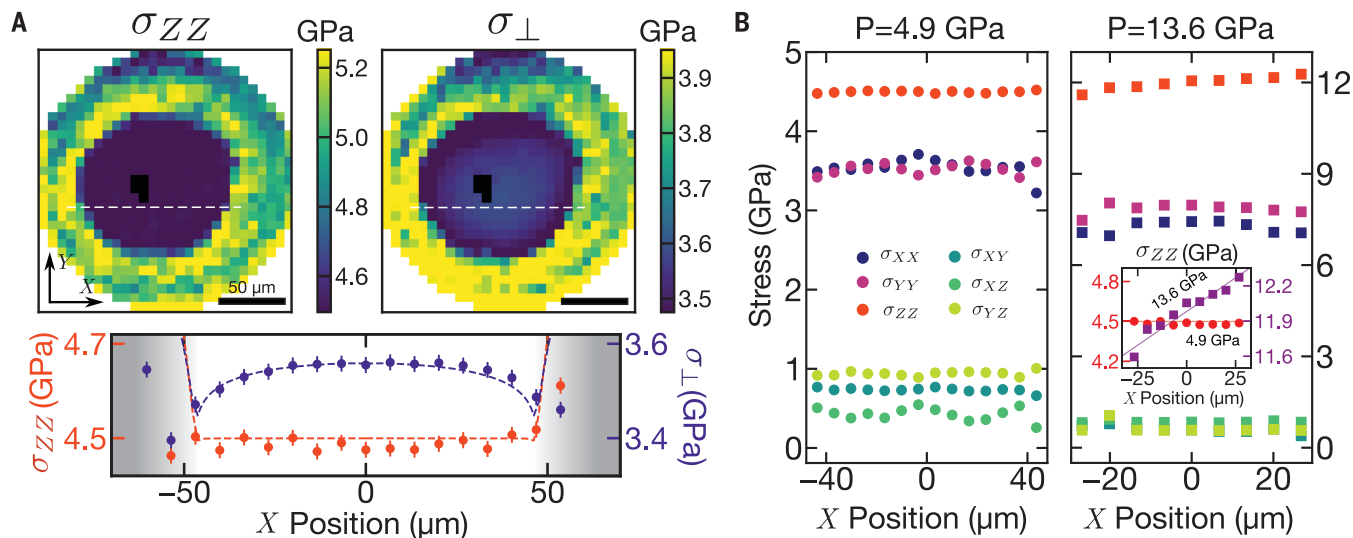 A
σ_ZZ
GPa
5.2
5.0
4.8
4.6
Y
X
50 μm
σ_⊥
GPa
3.9
3.8
3.7
3.6
3.5
4.7
4.5
σ_ZZ (GPa)
3.6
3.4
σ_⊥ (GPa)
−50
0
50
X Position (μm)
B
P=4.9 GPa
5
4
3
2
1
0
Stress (GPa)
σ_XX
σ_YY
σ_ZZ
σ_XY
σ_XZ
σ_YZ
−40
0
40
X Position (μm)
P=13.6 GPa
12
9
6
3
0
σ_ZZ (GPa)
4.8
4.5
4.2
13.6 GPa
4.9 GPa
12.2
11.9
11.6
−25
0
25
X Position (μm)
−20
0
20
X Position (μm)